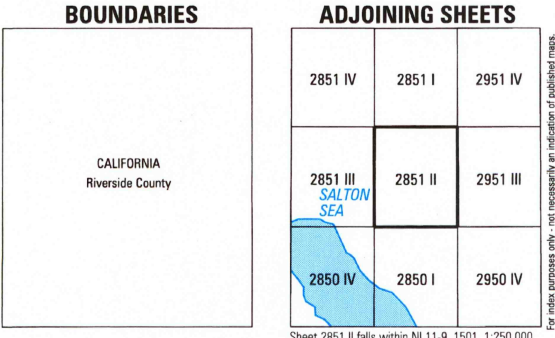 BOUNDARIES
CALIFORNIA
Riverside County
ADJOINING SHEETS
2851 IV 2851 I 2951 IV
2851 III 2851 II 2951 III
SALTON
SEA
2850 IV 2850 I 2950 IV
For index purposes only - not necessarily an indication of published maps.
Sheet 2851 II falls within NI 11-9, 1501, 1:250,000